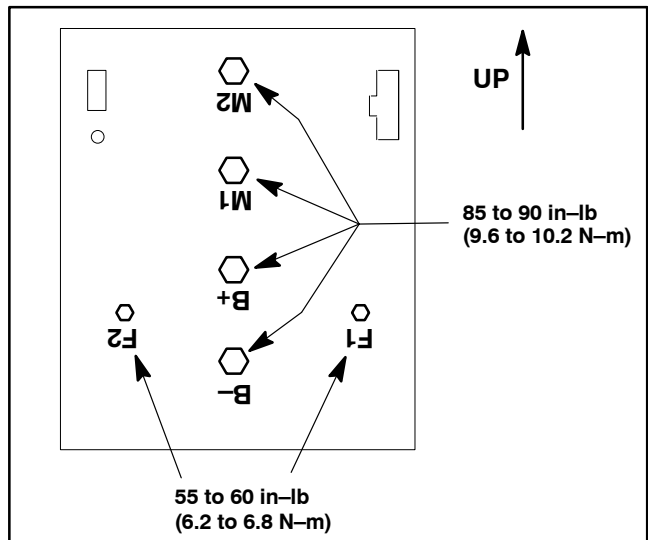 M2
UP
M1
85 to 90 in–lb
(9.6 to 10.2 N–m)
B+
F2
F1
B–
55 to 60 in–lb
(6.2 to 6.8 N–m)